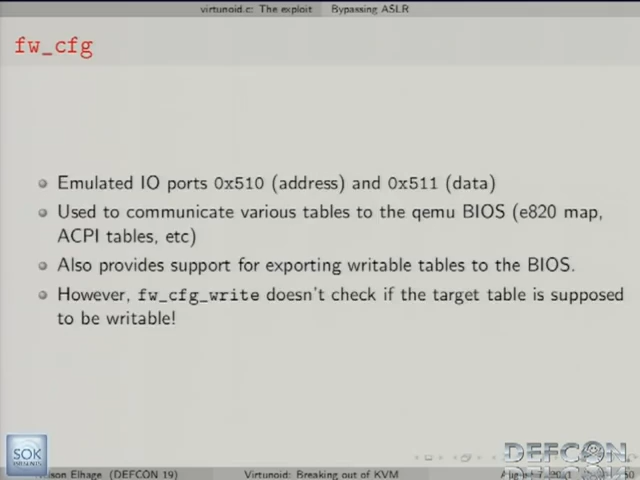 virtunoid.c: The exploit Bypassing ASLR
fw_cfg
Emulated IO ports 0x510 (address) and 0x511 (data)
Used to communicate various tables to the qemu BIOS (e820 map,
ACPI tables, etc)
Also provides support for exporting writable tables to the BIOS.
However, fw_cfg_write doesn't check if the target table is supposed
to be writable!
SOK
DEFCON
Elhage (DEFCON 19) Virtunoid: Breaking out of KVM